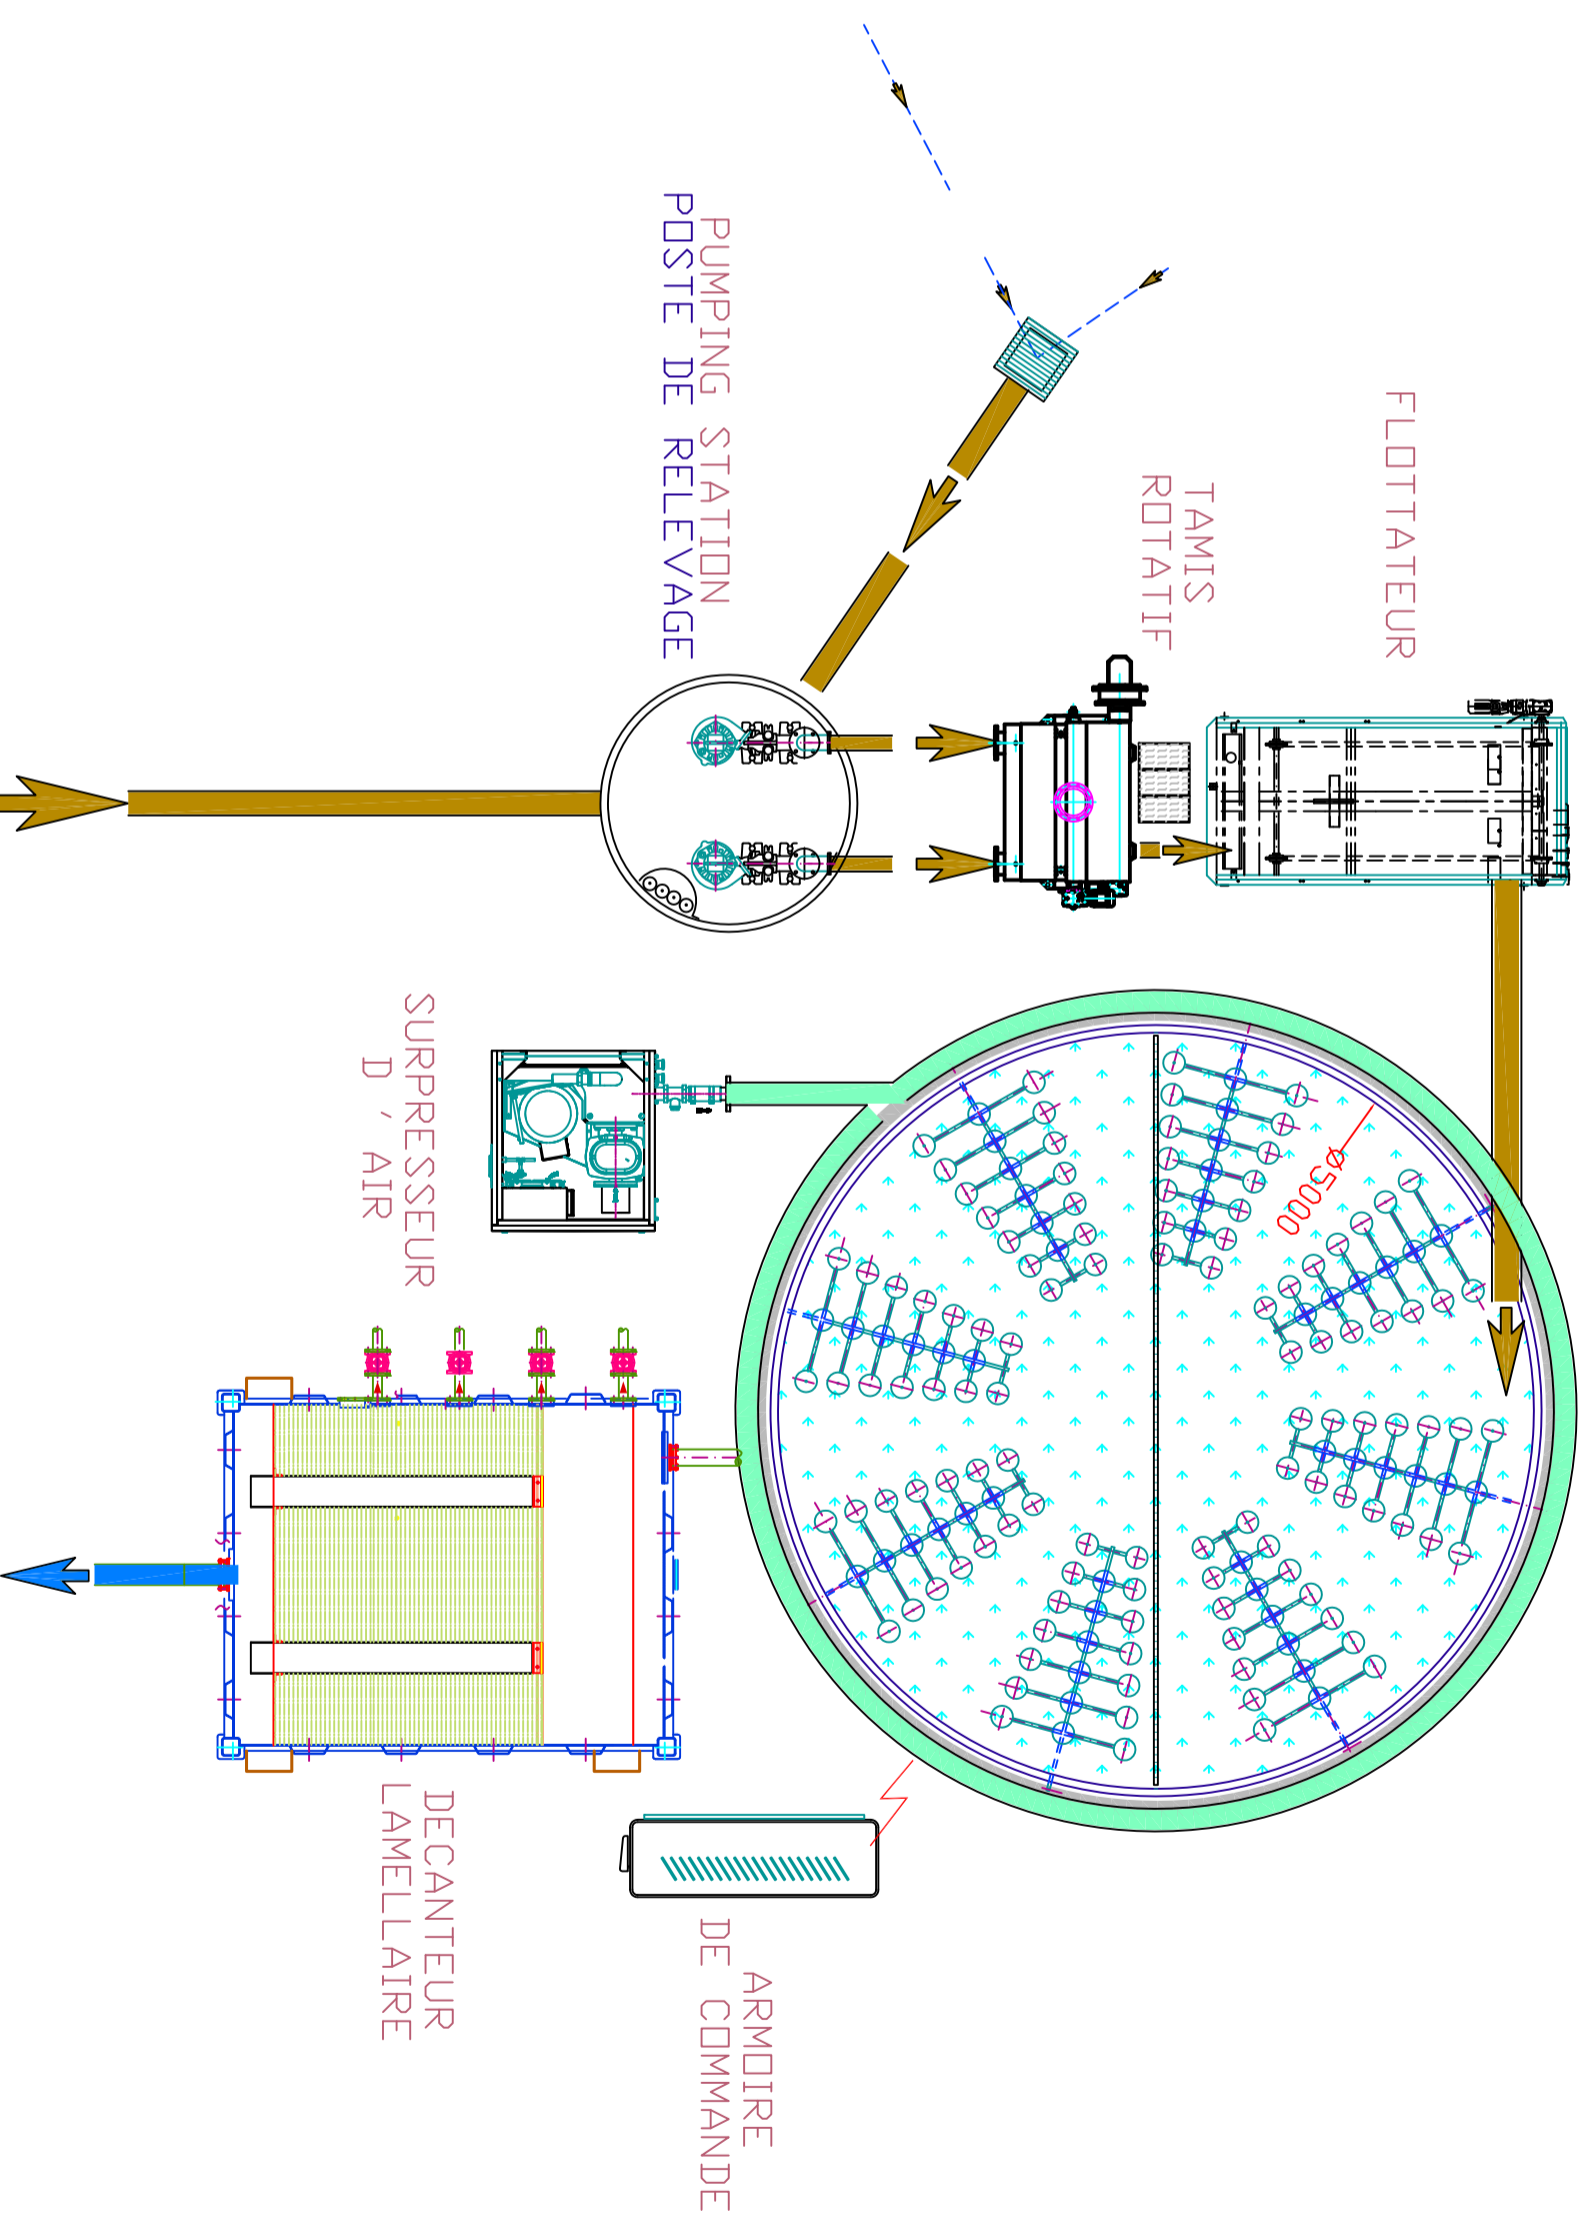 FLOTTATEUR
TAMIS
ROTATIF
PUMPING STATION
POSTE DE RELEVAGE
Ø5000
SURPRESSEUR
D'AIR
DECANTEUR
LAMELLAIRE
ARMOIRE
DE COMMANDE